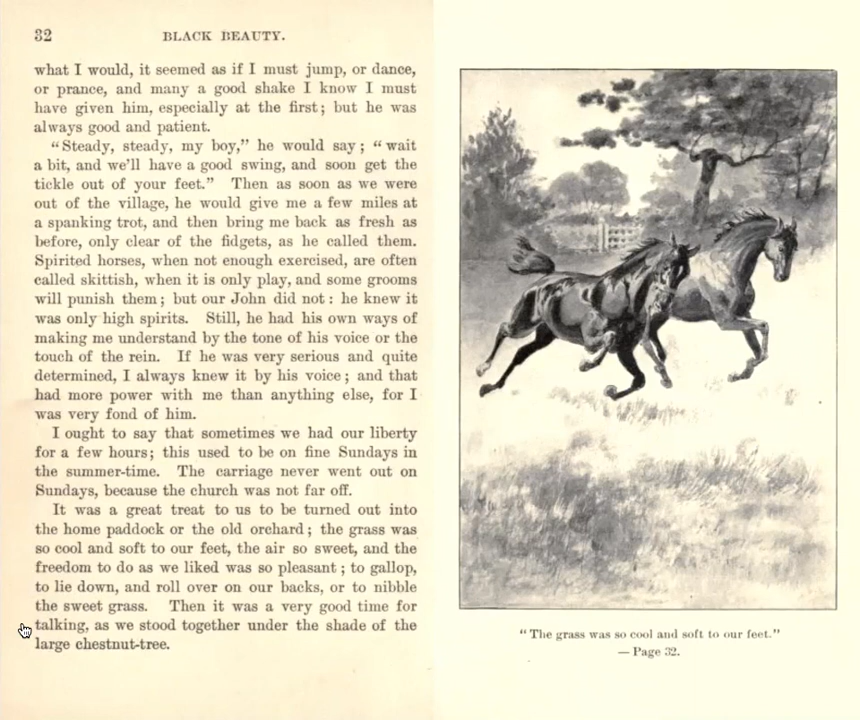 32
BLACK BEAUTY.
what I would, it seemed as if I must jump, or dance,
or prance, and many a good shake I know I must
have given him, especially at the first; but he was
always good and patient.
“Steady, steady, my boy,” he would say; “wait
a bit, and we’ll have a good swing, and soon get the
tickle out of your feet.” Then as soon as we were
out of the village, he would give me a few miles at
a spanking trot, and then bring me back as fresh as
before, only clear of the fidgets, as he called them.
Spirited horses, when not enough exercised, are often
called skittish, when it is only play, and some grooms
will punish them; but our John did not: he knew it
was only high spirits. Still, he had his own ways of
making me understand by the tone of his voice or the
touch of the rein. If he was very serious and quite
determined, I always knew it by his voice; and that
had more power with me than anything else, for I
was very fond of him.
I ought to say that sometimes we had our liberty
for a few hours; this used to be on fine Sundays in
the summer-time. The carriage never went out on
Sundays, because the church was not far off.
It was a great treat to us to be turned out into
the home paddock or the old orchard; the grass was
so cool and soft to our feet, the air so sweet, and the
freedom to do as we liked was so pleasant; to gallop,
to lie down, and roll over on our backs, or to nibble
the sweet grass. Then it was a very good time for
talking, as we stood together under the shade of the
large chestnut-tree.
“The grass was so cool and soft to our feet.”
— Page 32.